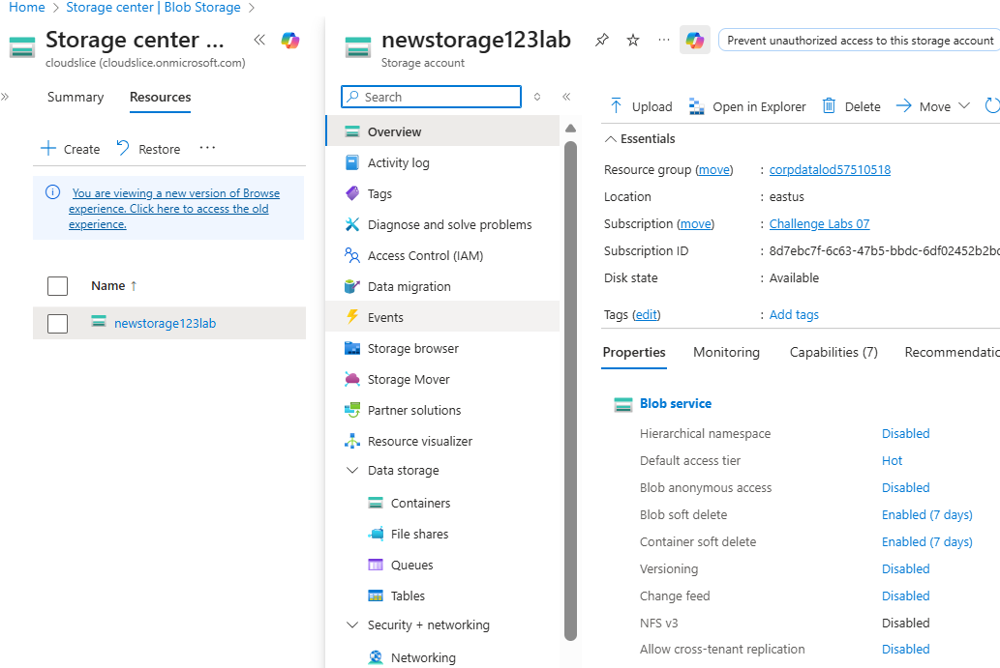 Home > Storage center | Blob Storage >
Storage center ...
cloudslice (cloudslice.onmicrosoft.com)
Summary Resources
Create Restore ...
You are viewing a new version of Browse
experience. Click here to access the old
experience.
Name ↑
newstorage123lab
newstorage123lab
Storage account
Prevent unauthorized access to this storage account
Search
Overview
Activity log
Tags
Diagnose and solve problems
Access Control (IAM)
Data migration
Events
Storage browser
Storage Mover
Partner solutions
Resource visualizer
Data storage
Containers
File shares
Queues
Tables
Security + networking
Networking
Upload Open in Explorer Delete Move
Essentials
Resource group (move) : corpdatalod57510518
Location : eastus
Subscription (move) : Challenge Labs 07
Subscription ID : 8d7ebc7f-6c63-47b5-bbdc-6df02452b2bc
Disk state : Available
Tags (edit) : Add tags
Properties Monitoring Capabilities (7) Recommendatio
Blob service
Hierarchical namespace Disabled
Default access tier Hot
Blob anonymous access Disabled
Blob soft delete Enabled (7 days)
Container soft delete Enabled (7 days)
Versioning Disabled
Change feed Disabled
NFS v3 Disabled
Allow cross-tenant replication Disabled